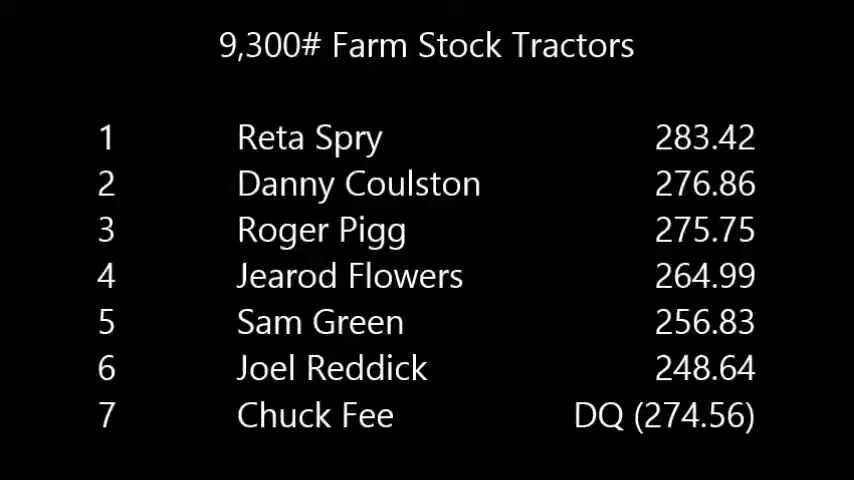 9,300# Farm Stock Tractors
1 Reta Spry 283.42
2 Danny Coulston 276.86
3 Roger Pigg 275.75
4 Jearod Flowers 264.99
5 Sam Green 256.83
6 Joel Reddick 248.64
7 Chuck Fee DQ (274.56)